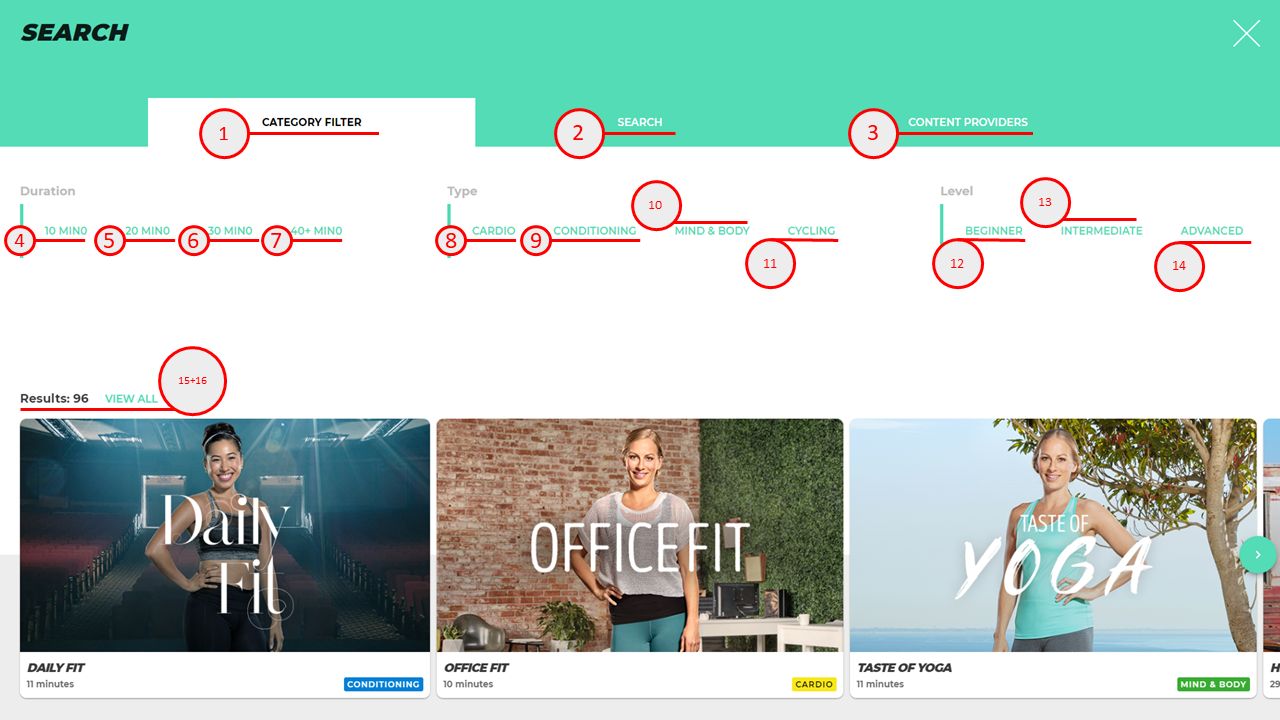 SEARCH
1 CATEGORY FILTER
2 SEARCH
3 CONTENT PROVIDERS
Duration
Type
Level
10
13
4 10 MIN0 5 20 MIN0 6 30 MIN0 7 40+ MIN0
8 CARDIO 9 CONDITIONING MIND & BODY CYCLING
BEGINNER INTERMEDIATE ADVANCED
11
12
14
15+16
Results: 96 VIEW ALL
Daily
Fit
OFFICEFIT
TASTE OF
YOGA
DAILY FIT
11 minutes
CONDITIONING
OFFICE FIT
10 minutes
CARDIO
TASTE OF YOGA
11 minutes
MIND & BODY
H
29